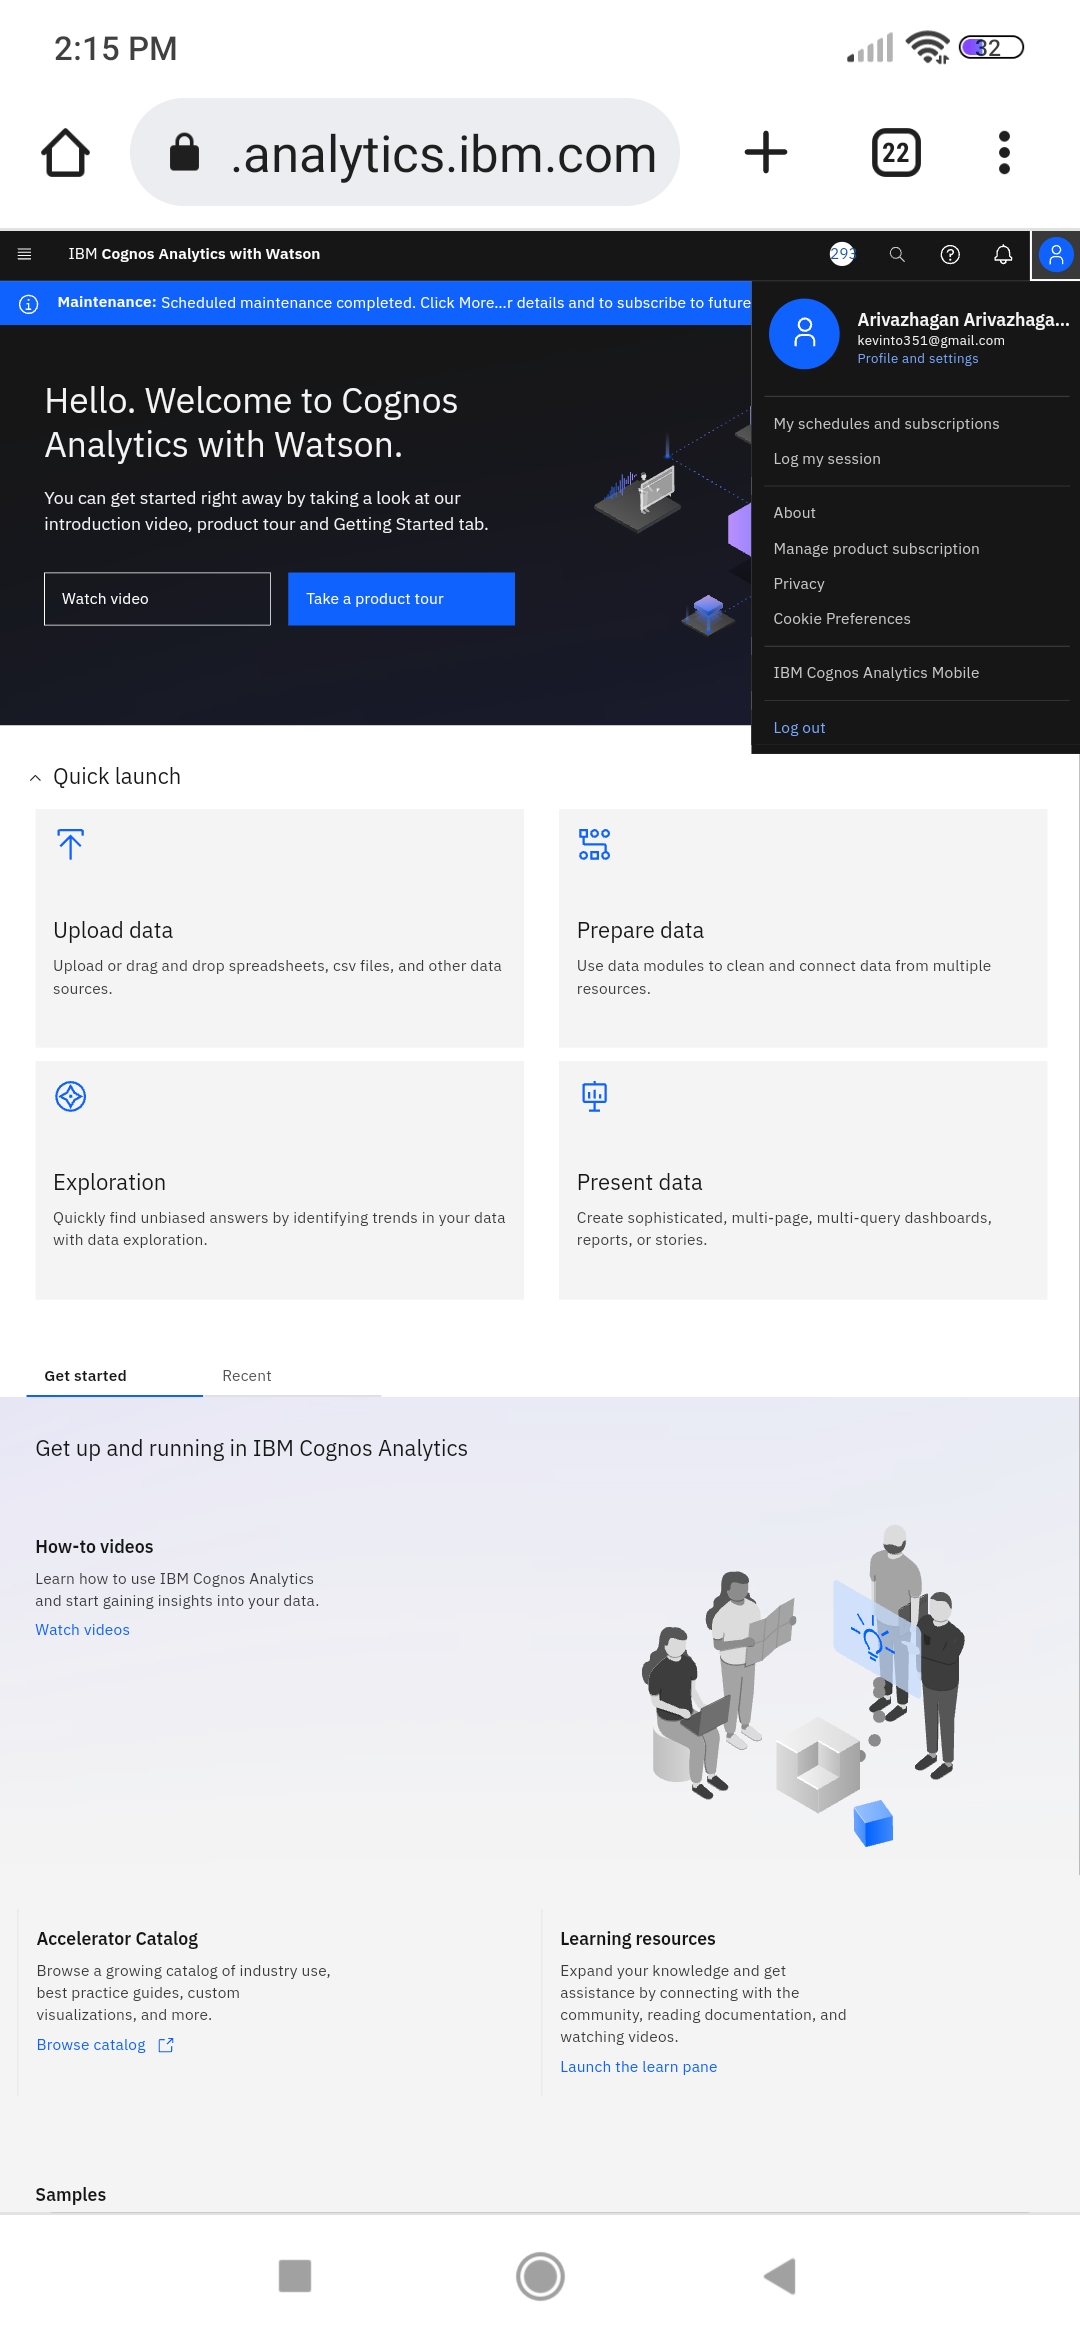 2:15 PM
32
.analytics.ibm.com
22
IBM Cognos Analytics with Watson
293
Maintenance: Scheduled maintenance completed. Click More...r details and to subscribe to future
Arivazhagan Arivazhaga...
kevinto351@gmail.com
Profile and settings
My schedules and subscriptions
Log my session
About
Manage product subscription
Privacy
Cookie Preferences
IBM Cognos Analytics Mobile
Log out
Hello. Welcome to Cognos
Analytics with Watson.
You can get started right away by taking a look at our
introduction video, product tour and Getting Started tab.
Watch video
Take a product tour
Quick launch
Upload data
Upload or drag and drop spreadsheets, csv files, and other data
sources.
Prepare data
Use data modules to clean and connect data from multiple
resources.
Exploration
Quickly find unbiased answers by identifying trends in your data
with data exploration.
Present data
Create sophisticated, multi-page, multi-query dashboards,
reports, or stories.
Get started
Recent
Get up and running in IBM Cognos Analytics
How-to videos
Learn how to use IBM Cognos Analytics
and start gaining insights into your data.
Watch videos
Accelerator Catalog
Browse a growing catalog of industry use,
best practice guides, custom
visualizations, and more.
Browse catalog
Learning resources
Expand your knowledge and get
assistance by connecting with the
community, reading documentation, and
watching videos.
Launch the learn pane
Samples